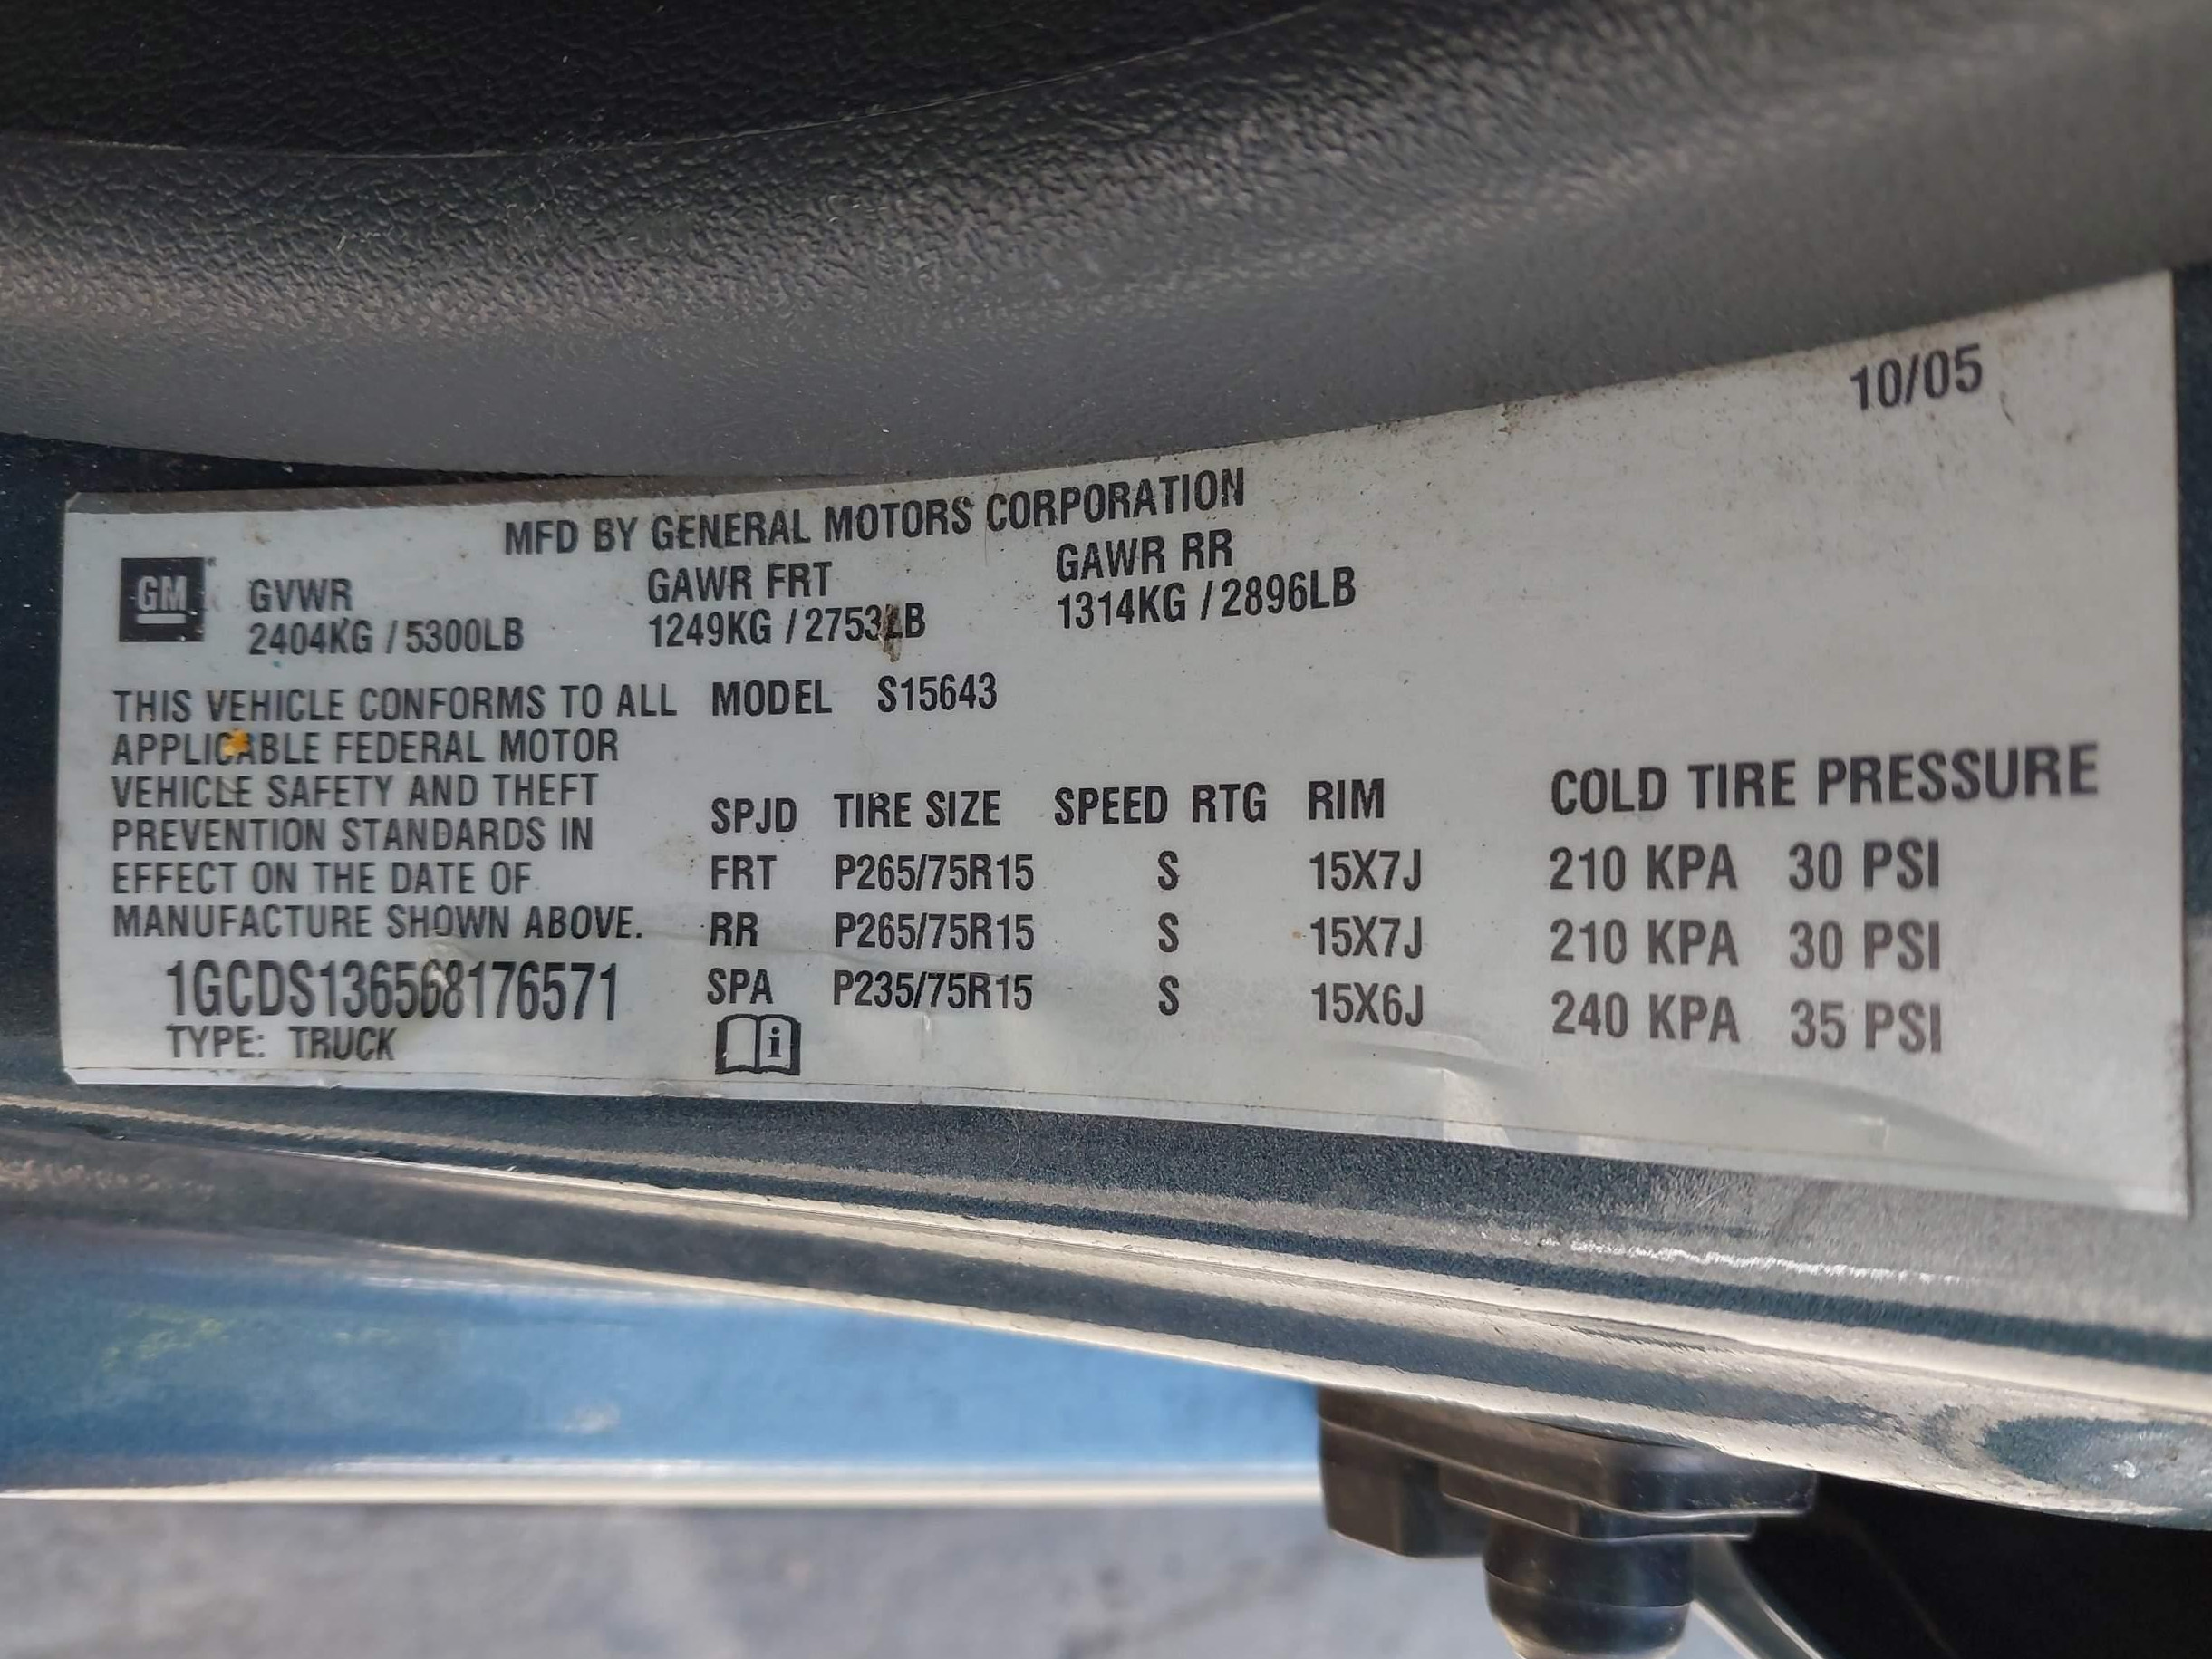 10/05
MFD BY GENERAL MOTORS CORPORATION
GM GVWR GAWR FRT GAWR RR
2404KG / 5300LB 1249KG / 2753LB 1314KG / 2896LB
THIS VEHICLE CONFORMS TO ALL MODEL S15643
APPLICABLE FEDERAL MOTOR
VEHICLE SAFETY AND THEFT
PREVENTION STANDARDS IN
EFFECT ON THE DATE OF
MANUFACTURE SHOWN ABOVE.
1GCDS136568176571
TYPE: TRUCK
SPJD TIRE SIZE SPEED RTG RIM COLD TIRE PRESSURE
FRT P265/75R15 S 15X7J 210 KPA 30 PSI
RR P265/75R15 S 15X7J 210 KPA 30 PSI
SPA P235/75R15 S 15X6J 240 KPA 35 PSI
i